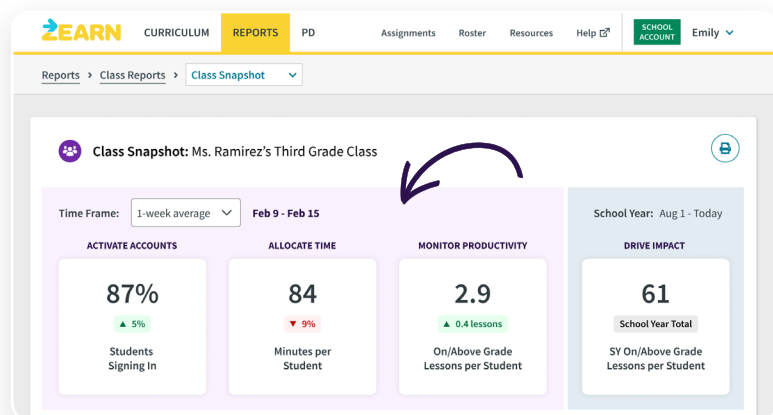 ZEARN CURRICULUM REPORTS PD Assignments Roster Resources Help SCHOOL ACCOUNT Emily
Reports > Class Reports > Class Snapshot
Class Snapshot: Ms. Ramirez's Third Grade Class
Time Frame: 1-week average Feb 9 - Feb 15 School Year: Aug 1 - Today
ACTIVATE ACCOUNTS ALLOCATE TIME MONITOR PRODUCTIVITY DRIVE IMPACT
87% 84 2.9 61
▲ 5% ▼ 9% ▲ 0.4 lessons School Year Total
Students Minutes per On/Above Grade SY On/Above Grade
Signing In Student Lessons per Student Lessons per Student